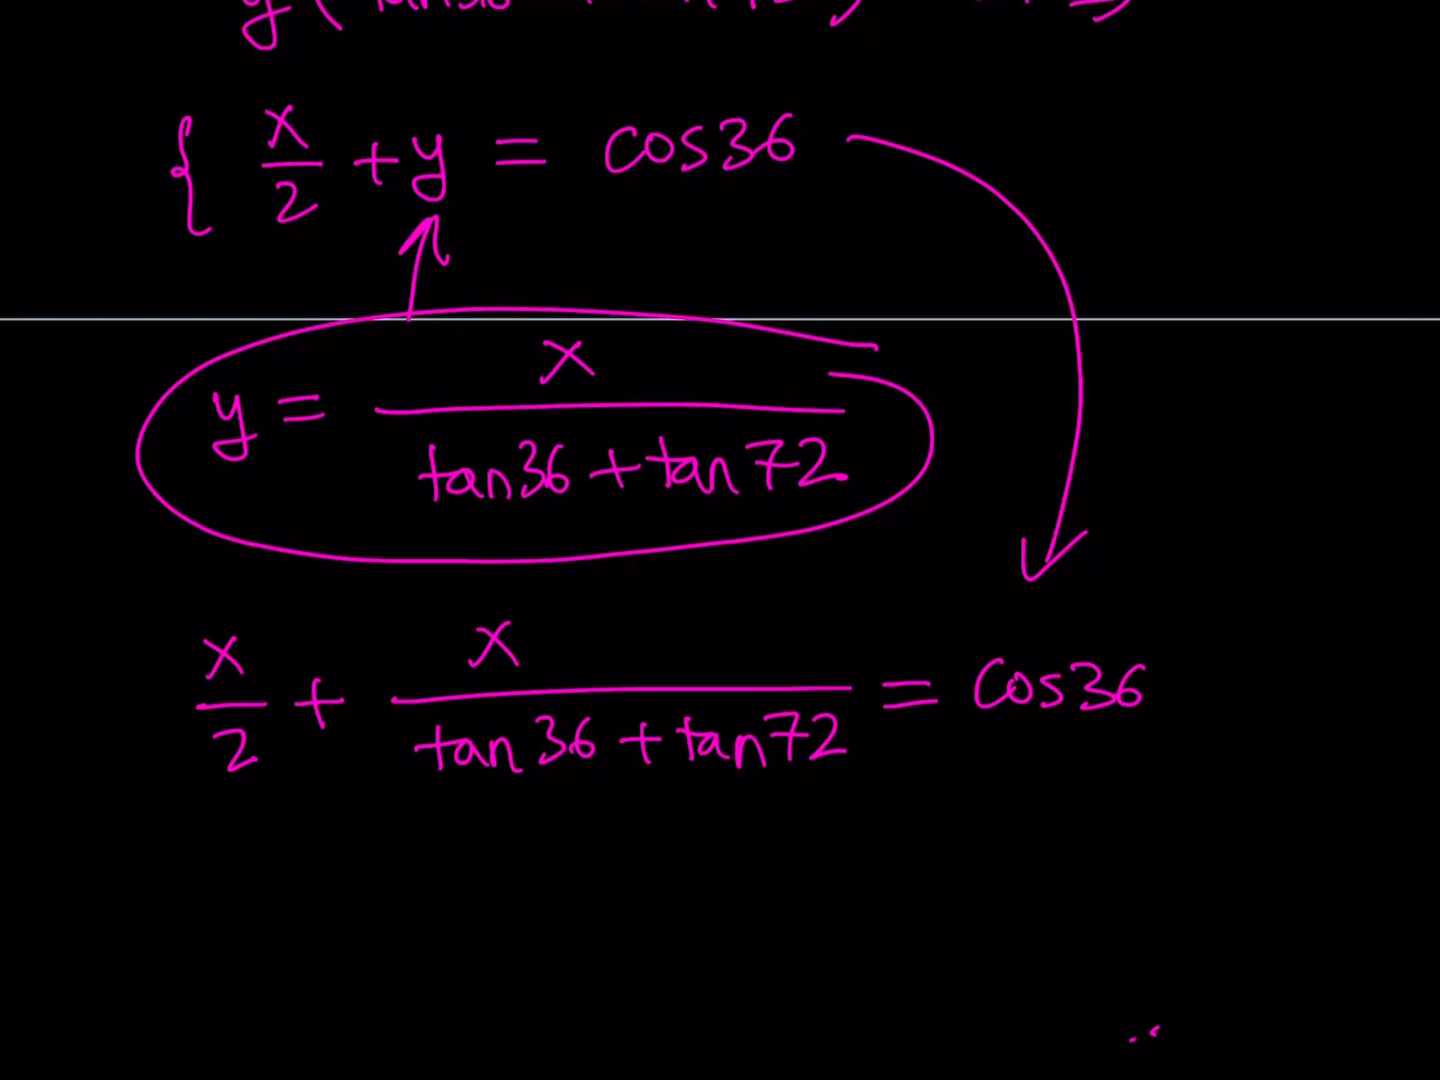 { x/2 + y = cos36
y = x/(tan36 + tan72)
x/2 + x/(tan36 + tan72) = cos36